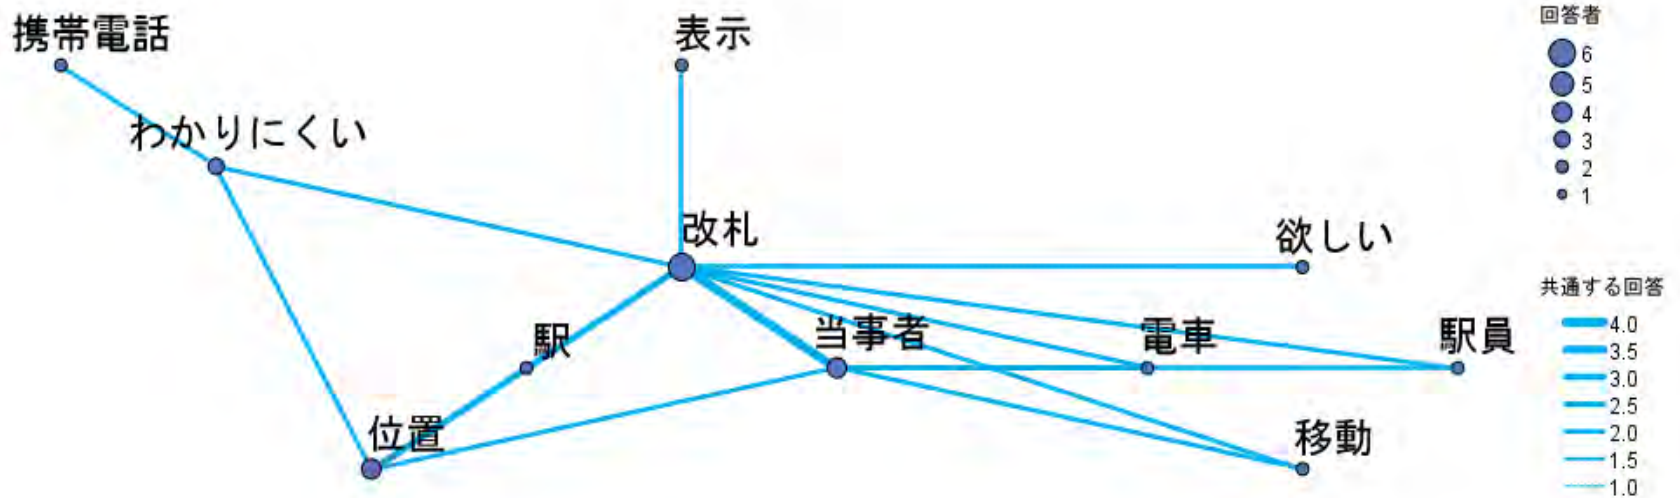 携帯電話
表示
回答者
6
5
4
3
2
1
わかりにくい
改札
欲しい
共通する回答
4.0
3.5
3.0
2.5
2.0
1.5
1.0
駅
当事者
電車
駅員
位置
移動